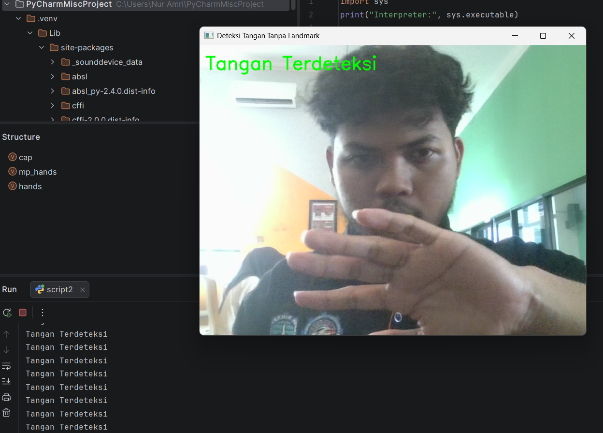 PyCharmMiscProject C:\Users\Nur Amri\PyCharmMiscProject
.venv
Lib
site-packages
_sounddevice_data
absl
absl_py-2.4.0.dist-info
cffi
cffi-2.0.0.dist-info
import sys
2 print("Interpreter:", sys.executable)
Deteksi Tangan Tanpa Landmark
Tangan Terdeteksi
Structure
cap
mp_hands
hands
Run script2
Tangan Terdeteksi
Tangan Terdeteksi
Tangan Terdeteksi
Tangan Terdeteksi
Tangan Terdeteksi
Tangan Terdeteksi
Tangan Terdeteksi
Tangan Terdeteksi